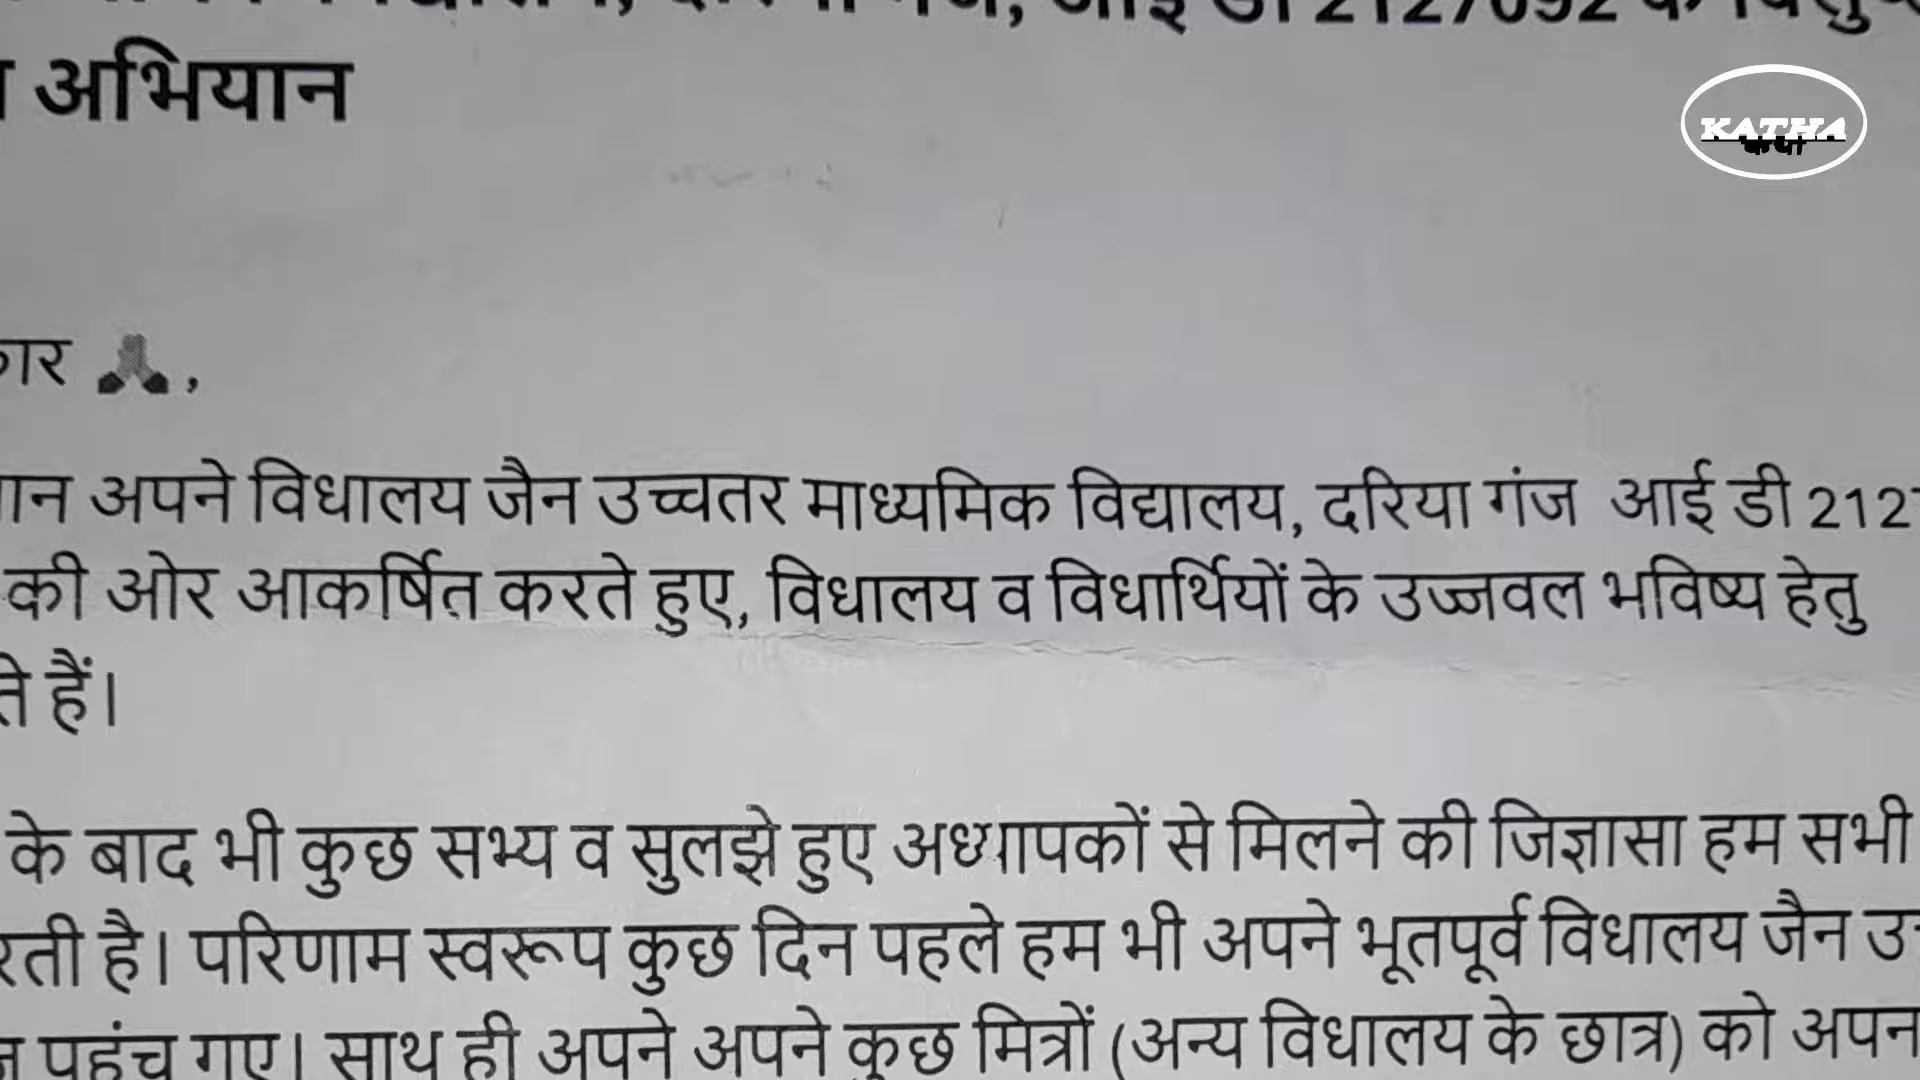 आई डी 2127092 के
अभियान
KATHA
कथा
🙏,
अपने विधालय जैन उच्चतर माध्यमिक विद्यालय, दरिया गंज आई डी 212
की ओर आकर्षित करते हुए, विधालय व विधार्थियों के उज्जवल भविष्य हेतु
हैं।
के बाद भी कुछ सभ्य व सुलझे हुए अध्यापकों से मिलने की जिज्ञासा हम सभी
है। परिणाम स्वरूप कुछ दिन पहले हम भी अपने भूतपूर्व विधालय जैन
पहुंच गए। साथ ही अपने अपने कुछ मित्रों (अन्य विधालय के छात्र) को